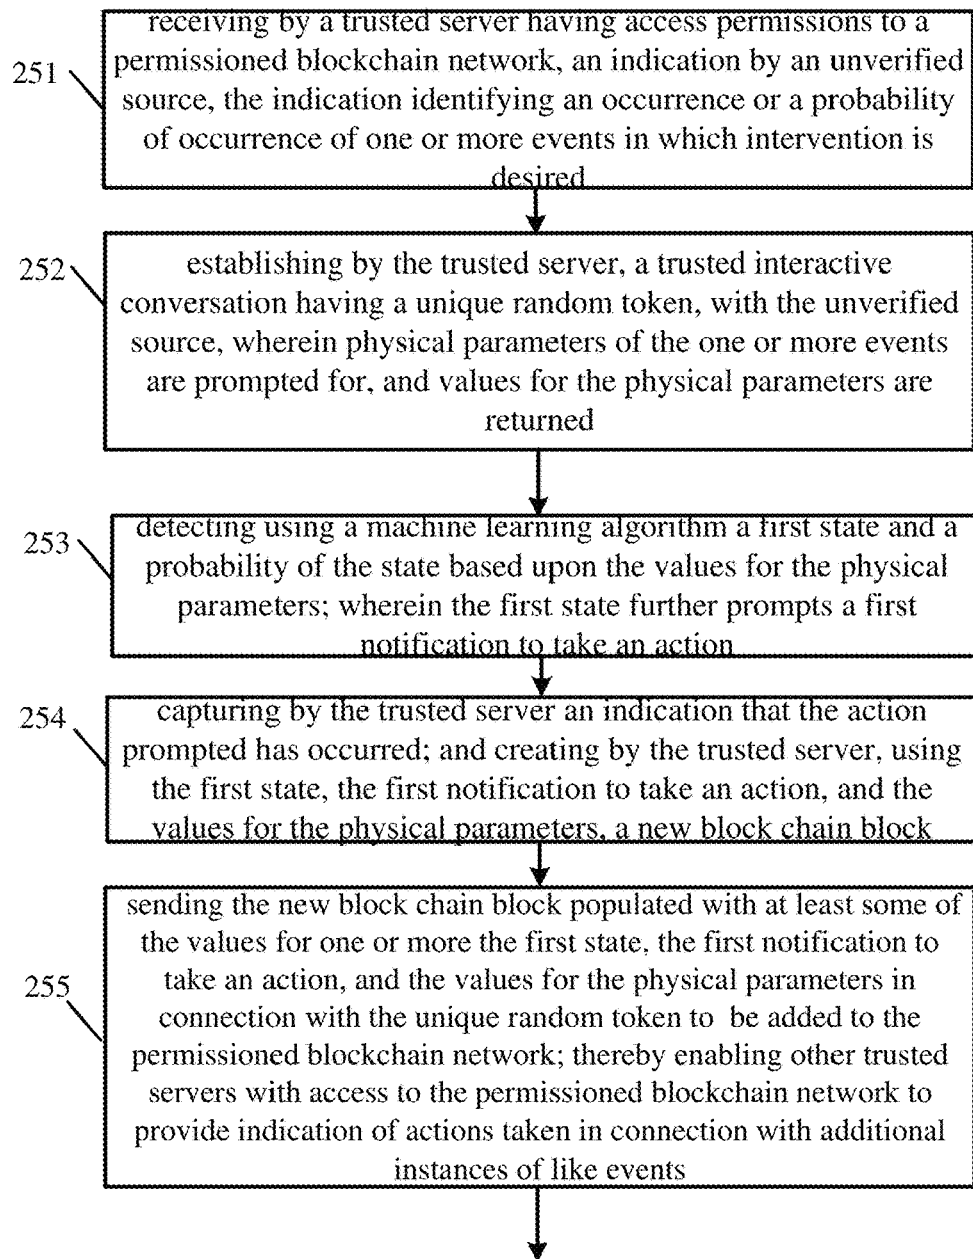 receiving by a trusted server having access permissions to a
251
permissioned blockchain network, an indication by an unverified
source, the indication identifying an occurrence or a probability
of occurrence of one or more events in which intervention is
desired
252
establishing by the trusted server, a trusted interactive
conversation having a unique random token, with the unverified
source, wherein physical parameters of the one or more events
are prompted for, and values for the physical parameters are
returned
253
detecting using a machine learning algorithm a first state and a
probability of the state based upon the values for the physical
parameters; wherein the first state further prompts a first
notification to take an action
254
capturing by the trusted server an indication that the action
prompted has occurred; and creating by the trusted server, using
the first state, the first notification to take an action, and the
values for the physical parameters, a new block chain block
255
sending the new block chain block populated with at least some of
the values for one or more the first state, the first notification to
take an action, and the values for the physical parameters in
connection with the unique random token to be added to the
permissioned blockchain network; thereby enabling other trusted
servers with access to the permissioned blockchain network to
provide indication of actions taken in connection with additional
instances of like events